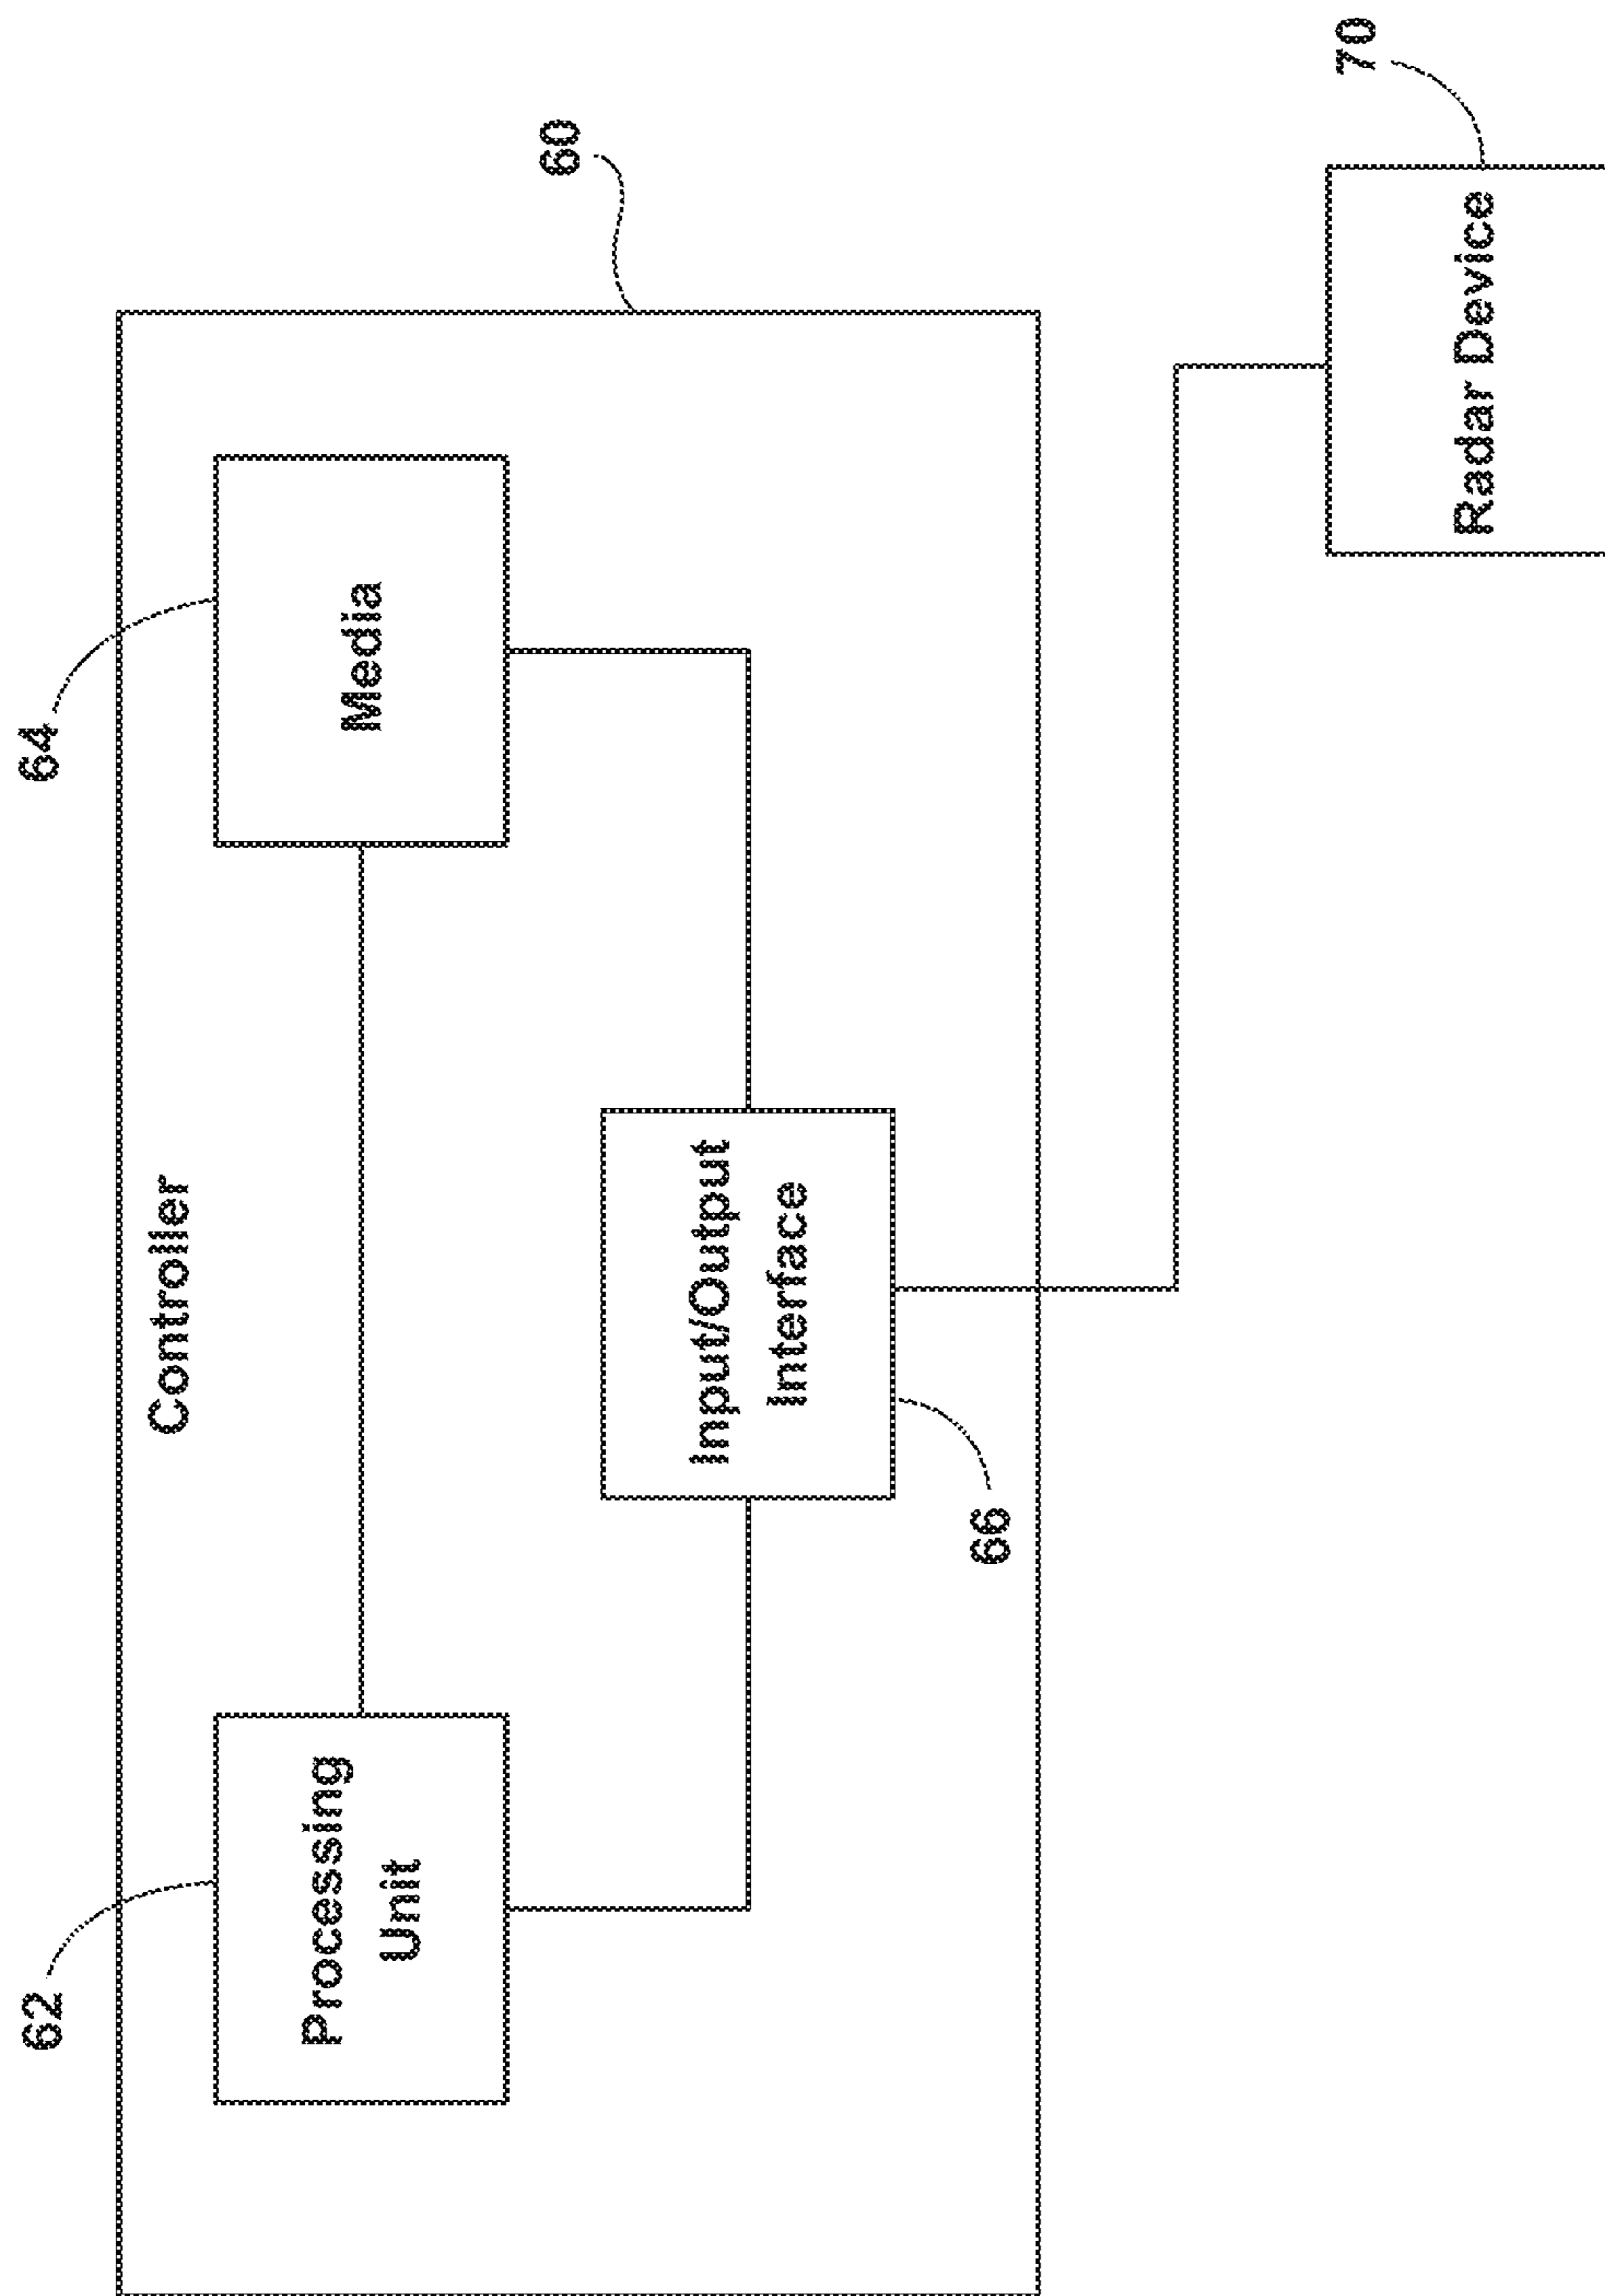 Controller
60
62
Processing
Unit
64
Media
Input/Output
Interface
66
70
Radar Device